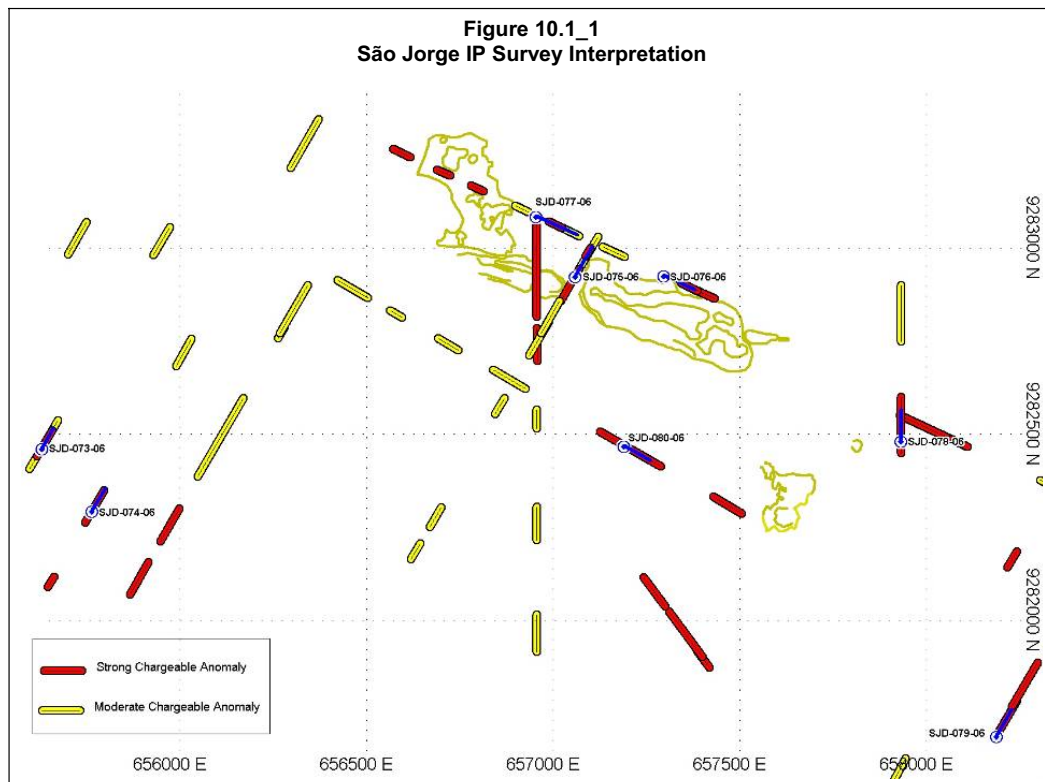 Figure 10.1_1
São Jorge IP Survey Interpretation
SJD-077-06
9283000 N
SJD-075-06
SJD-076-06
SJD-073-06
SJD-080-06
SJD-078-06
9282500 N
SJD-074-06
9282000 N
Strong Chargeable Anomaly
Moderate Chargeable Anomaly
SJD-079-06
656000 E
656500 E
657000 E
657500 E
658000 E